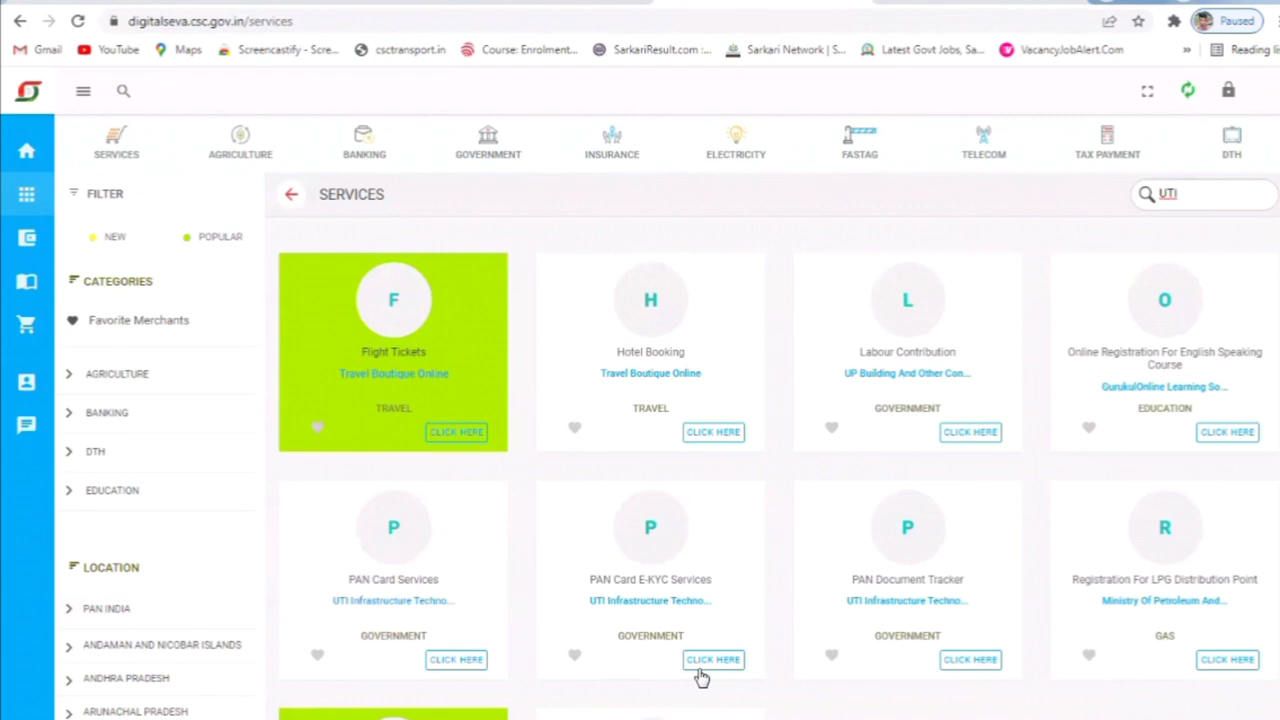 digitalseva.csc.gov.in/services
Paused
Gmail
YouTube
Maps
Screencastify - Scre...
csctransport.in
Course: Enrolment...
SarkariResult.com :...
Sarkari Network | S...
Latest Govt Jobs, Sa...
VacancyJobAlert.Com
»
Reading
SERVICES
AGRICULTURE
BANKING
GOVERNMENT
INSURANCE
ELECTRICITY
FASTAG
TELECOM
TAX PAYMENT
DTH
FILTER
SERVICES
UTI
NEW
POPULAR
CATEGORIES
Favorite Merchants
AGRICULTURE
BANKING
DTH
EDUCATION
LOCATION
PAN INDIA
ANDAMAN AND NICOBAR ISLANDS
ANDHRA PRADESH
ARUNACHAL PRADESH
F
Flight Tickets
Travel Boutique Online
TRAVEL
CLICK HERE
H
Hotel Booking
Travel Boutique Online
TRAVEL
CLICK HERE
L
Labour Contribution
UP Building And Other Con...
GOVERNMENT
CLICK HERE
O
Online Registration For English Speaking
Course
GurukulOnline Learning So...
EDUCATION
CLICK HERE
P
PAN Card Services
UTI Infrastructure Techno...
GOVERNMENT
CLICK HERE
P
PAN Card E-KYC Services
UTI Infrastructure Techno...
GOVERNMENT
CLICK HERE
P
PAN Document Tracker
UTI Infrastructure Techno...
GOVERNMENT
CLICK HERE
R
Registration For LPG Distribution Point
Ministry Of Petroleum And...
GAS
CLICK HERE